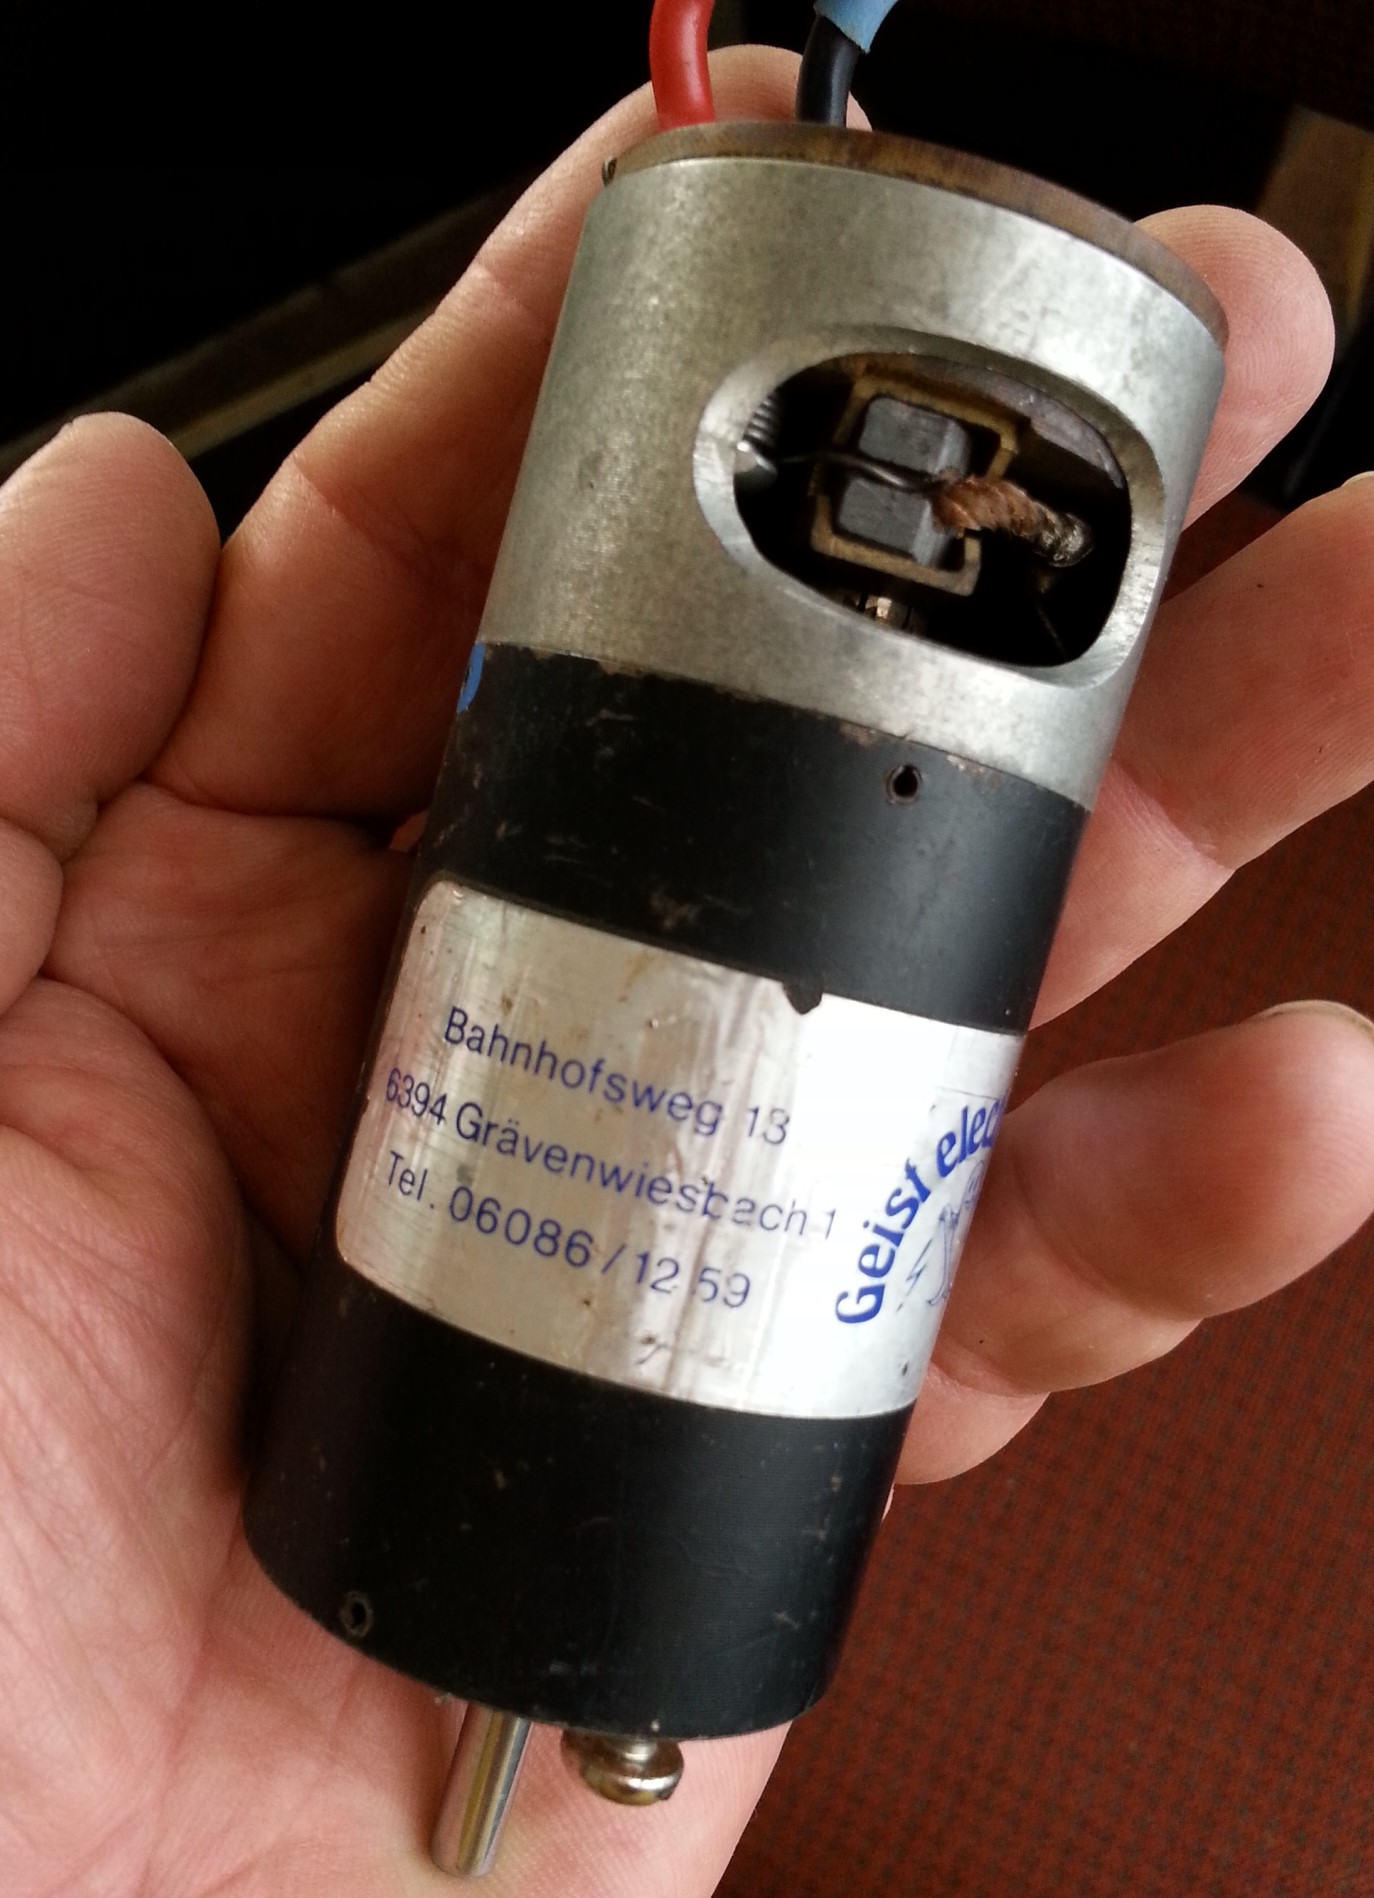 Bahnhofsweg 13
6394 Grävenwiesbach 1
Tel. 06086 / 12 59
Geist elec